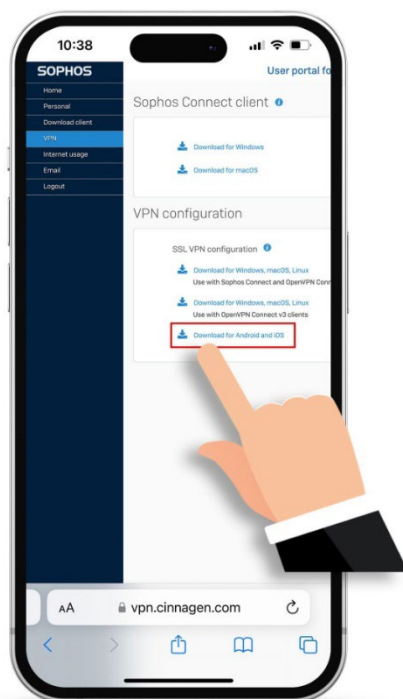 10:38
SOPHOS
User portal fo
Home
Personal
Download client
VPN
Internet usage
Email
Logout
Sophos Connect client
Download for Windows
Download for macOS
VPN configuration
SSL VPN configuration
Download for Windows, macOS, Linux
Use with Sophos Connect and OpenVPN Conn
Download for Windows, macOS, Linux
Use with OpenVPN Connect v3 clients
Download for Android and iOS
AA
vpn.cinnagen.com